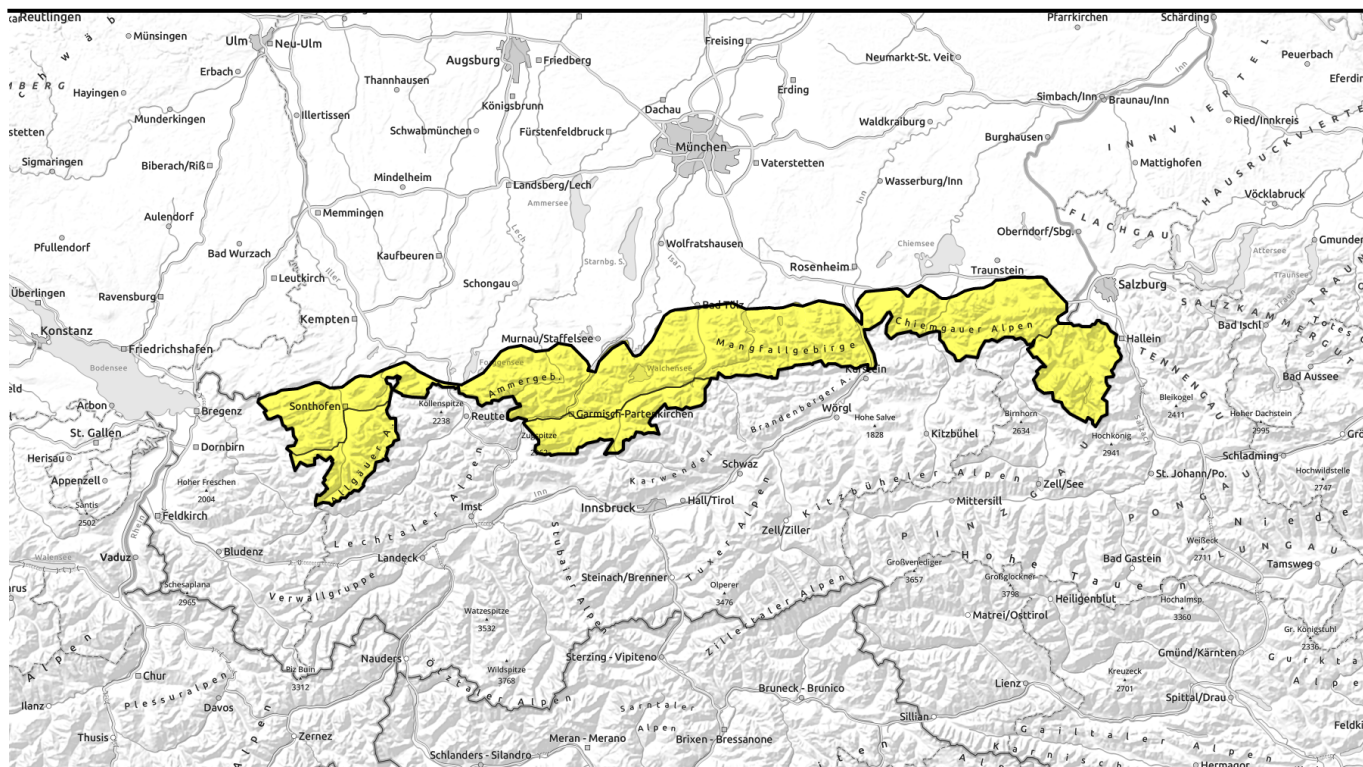 Reutlingen
Münsingen
Ulm
Neu-Ulm
Augsburg
Friedberg
Freising
Pfarrkirchen
Schärding
Neumarkt-St. Veit
Peuerbach
Erbach
Thannhausen
Königsbrunn
Dachau
Erding
Simbach/Inn
Braunau/Inn
Inn
Hayingen
Munderkingen
Illertissen
Schwabmünchen
Fürstenfeldbruck
Waldkraiburg
Burghausen
INNVIERTEL
Ried/Innkreis
HAUSRUCKVIERTE
Sigmaringen
Biberach/Riß
Mindelheim
München
Vaterstetten
Mattighofen
Landsberg/Lech
Ammersee
Wasserburg/Inn
Inn
Vöcklabruck
Aulendorf
Memmingen
Lech
FLACHGAU
Pfullendorf
Bad Wurzach
Kaufbeuren
Wolfratshausen
Starnbg. S.
Isar
Chiemsee
Oberndorf/Sbg.
Attersee
Gmunden
Iller
Leutkirch
Rosenheim
Traunstein
Traunsee
Überlingen
Ravensburg
Schongau
Salzburg
SALZKAMMERGUT
Bad Tölz
Kempten
Chiemgauer Alpen
Bad Ischl
Totes
Konstanz
Murnau/Staffelsee
Mangfallgebirge
Hallein
Friedrichshafen
Bodensee
Forggensee
Walchensee
TENNENGAU
Kufstein
Bad Aussee
Ammergeb.
Arbon
Bregenz
Sonthofen
Köllenspitze
2238
Reutte
Garmisch-Partenkirchen
Brandenberger A.
Wörgl
Hohe Salve
1828
Birnhorn
2634
Bleikogel
2411
Hoher Dachstein
2995
St. Gallen
Dornbirn
Allgäuer A.
Zugspitze
Kitzbühel
Hochkönig
2941
Herisau
Schladming
Appenzell
Hoher Freschen
2004
Karwendel
Schwaz
Kitzbüheler Alpen
Zell/See
St. Johann/Po.
Hochwildstelle
2747
Säntis
2502
Feldkirch
Imst
Inn
Hall/Tirol
Mittersill
Innsbruck
Lechtaler Alpen
Tuxer Alpen
Zell/Ziller
PINZGAU
PONGAU
Rhein
Walensee
Vaduz
Bludenz
Landeck
Stubaier Alpen
Hohe Tauern
Bad Gastein
Weißeck
2711
LUNGAU
Tamsweg
Schesaplana
2965
Verwallgruppe
Steinach/Brenner
Olperer
3476
Großvenediger
3657
Großglockner
3798
Heiligenblut
Hochalmsp.
3360
Watzespitze
3532
Zillertaler Alpen
Matrei/Osttirol
Gr. Königstuhl
2336
Piz Buin
3312
Nauders
Wildspitze
3768
Sterzing - Vipiteno
Gmünd/Kärnten
Chur
Ötztaler Alpen
Kreuzeck
2701
Plessuralpen
Bruneck - Brunico
Lienz
Spittal/Drau
Ilanz
Davos
Sarntaler
Alpen
Sillian
Thusis
Zernez
Meran - Merano
Brixen - Bressanone
Gailtaler Alpen
Schlanders - Silandro
Hermagor